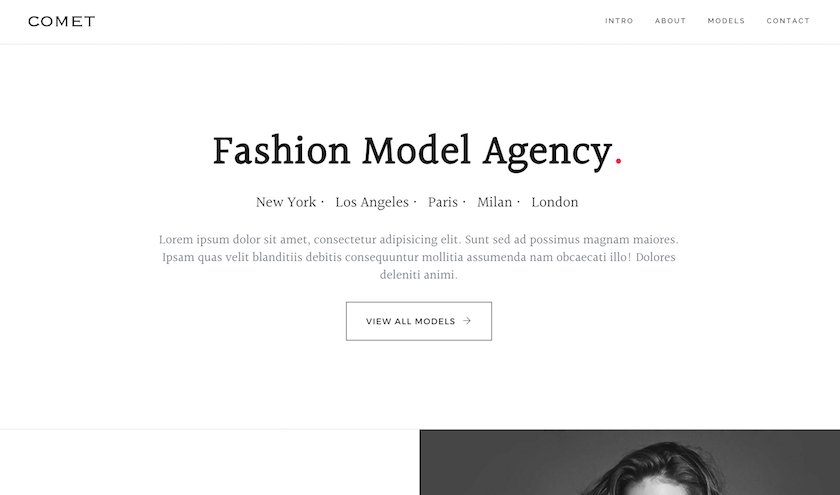 COMET
INTRO ABOUT MODELS CONTACT
Fashion Model Agency.
New York · Los Angeles · Paris · Milan · London
Lorem ipsum dolor sit amet, consectetur adipisicing elit. Sunt sed ad possimus magnam maiores.
Ipsam quas velit blanditiis debitis consequuntur mollitia assumenda nam obcaecati illo! Dolores
deleniti animi.
VIEW ALL MODELS →